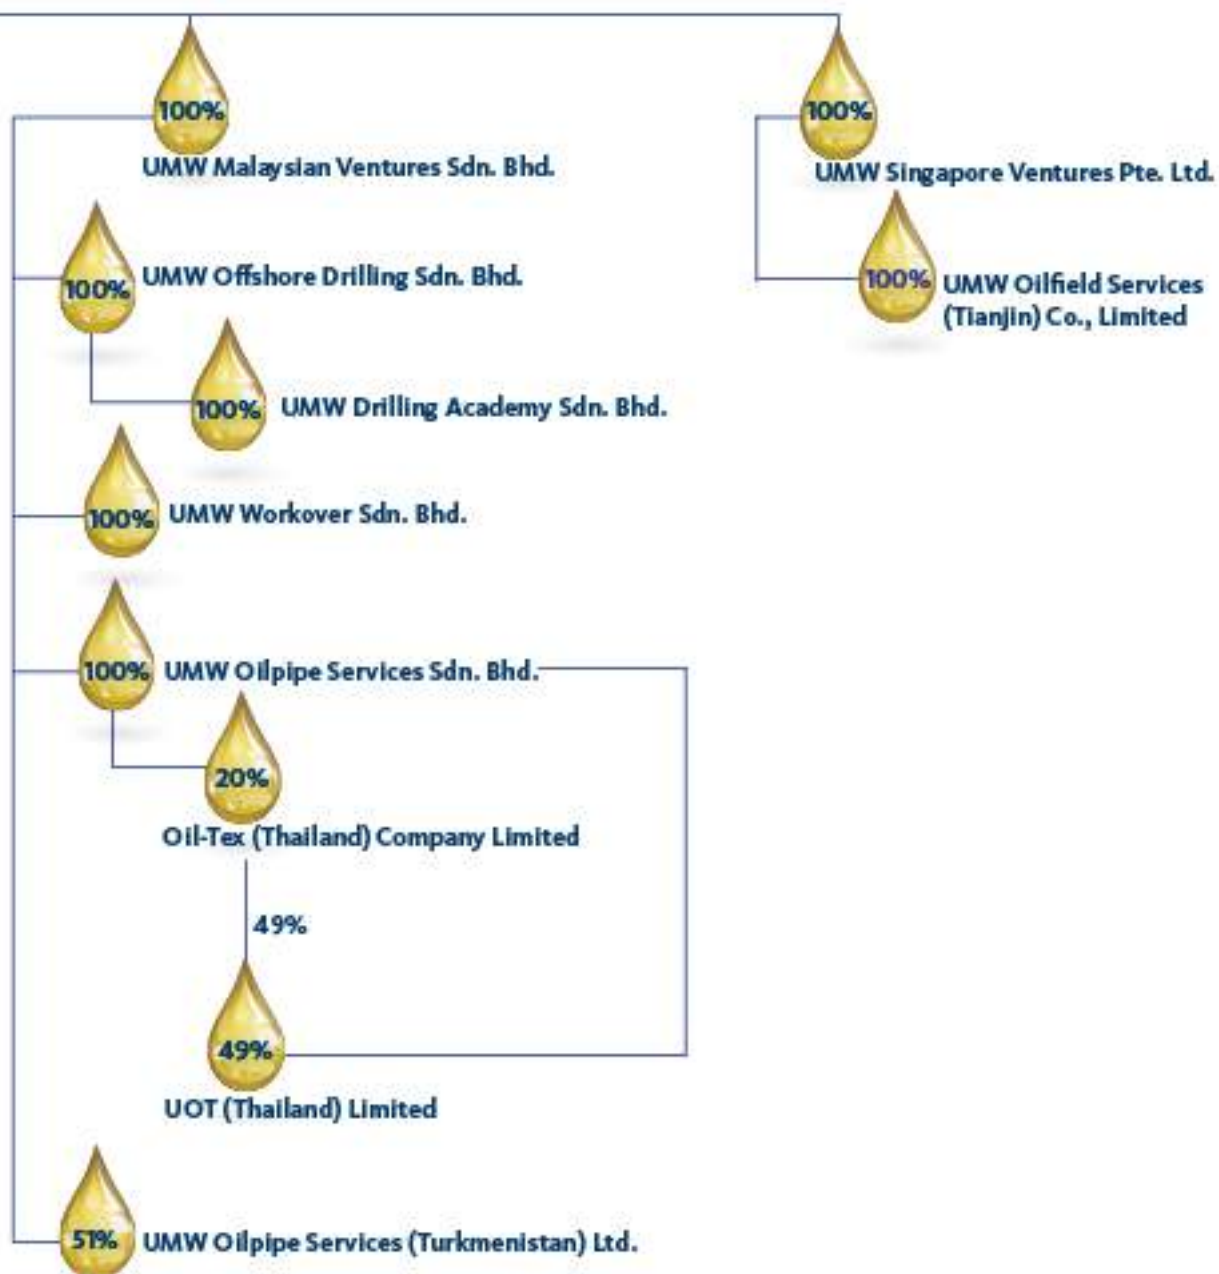 100%
UMW Malaysian Ventures Sdn. Bhd.
100%
UMW Offshore Drilling Sdn. Bhd.
100%
UMW Drilling Academy Sdn. Bhd.
100%
UMW Workover Sdn. Bhd.
100%
UMW Oilpipe Services Sdn. Bhd.
20%
Oil-Tex (Thailand) Company Limited
49%
49%
UOT (Thailand) Limited
51%
UMW Oilpipe Services (Turkmenistan) Ltd.
100%
UMW Singapore Ventures Pte. Ltd.
100%
UMW Oilfield Services
(Tianjin) Co., Limited